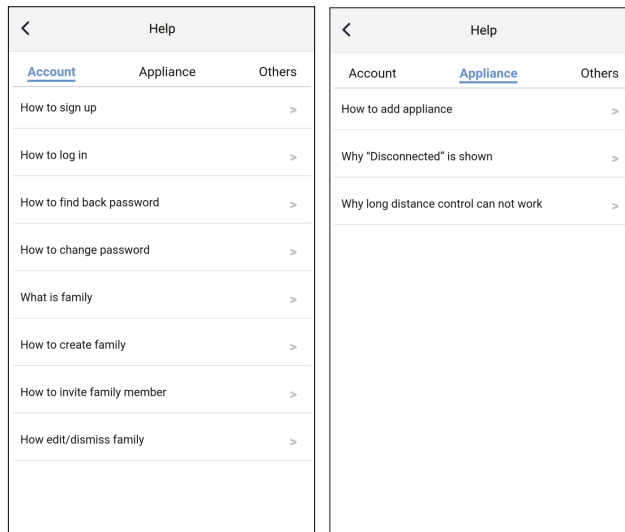 Help
Account Appliance Others
How to sign up >
How to log in >
How to find back password >
How to change password >
What is family >
How to create family >
How to invite family member >
How edit/dismiss family >
Help
Account Appliance Others
How to add appliance >
Why “Disconnected” is shown >
Why long distance control can not work >